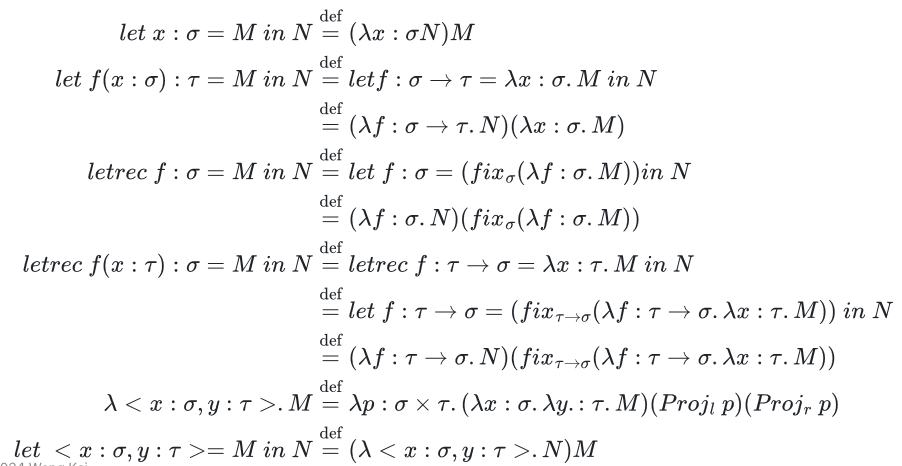 let x : σ = M in N def= (λx : σN)M
let f(x : σ) : τ = M in N def= letf : σ → τ = λx : σ. M in N
def= (λf : σ → τ. N)(λx : σ. M)
letrec f : σ = M in N def= let f : σ = (fix_σ(λf : σ. M))in N
def= (λf : σ. N)(fix_σ(λf : σ. M))
letrec f(x : τ) : σ = M in N def= letrec f : τ → σ = λx : τ. M in N
def= let f : τ → σ = (fix_{τ→σ}(λf : τ → σ. λx : τ. M)) in N
def= (λf : τ → σ. N)(fix_{τ→σ}(λf : τ → σ. λx : τ. M))
λ < x : σ, y : τ >. M def= λp : σ × τ. (λx : σ. λy. : τ. M)(Proj_l p)(Proj_r p)
let < x : σ, y : τ >= M in N def= (λ < x : σ, y : τ >. N)M